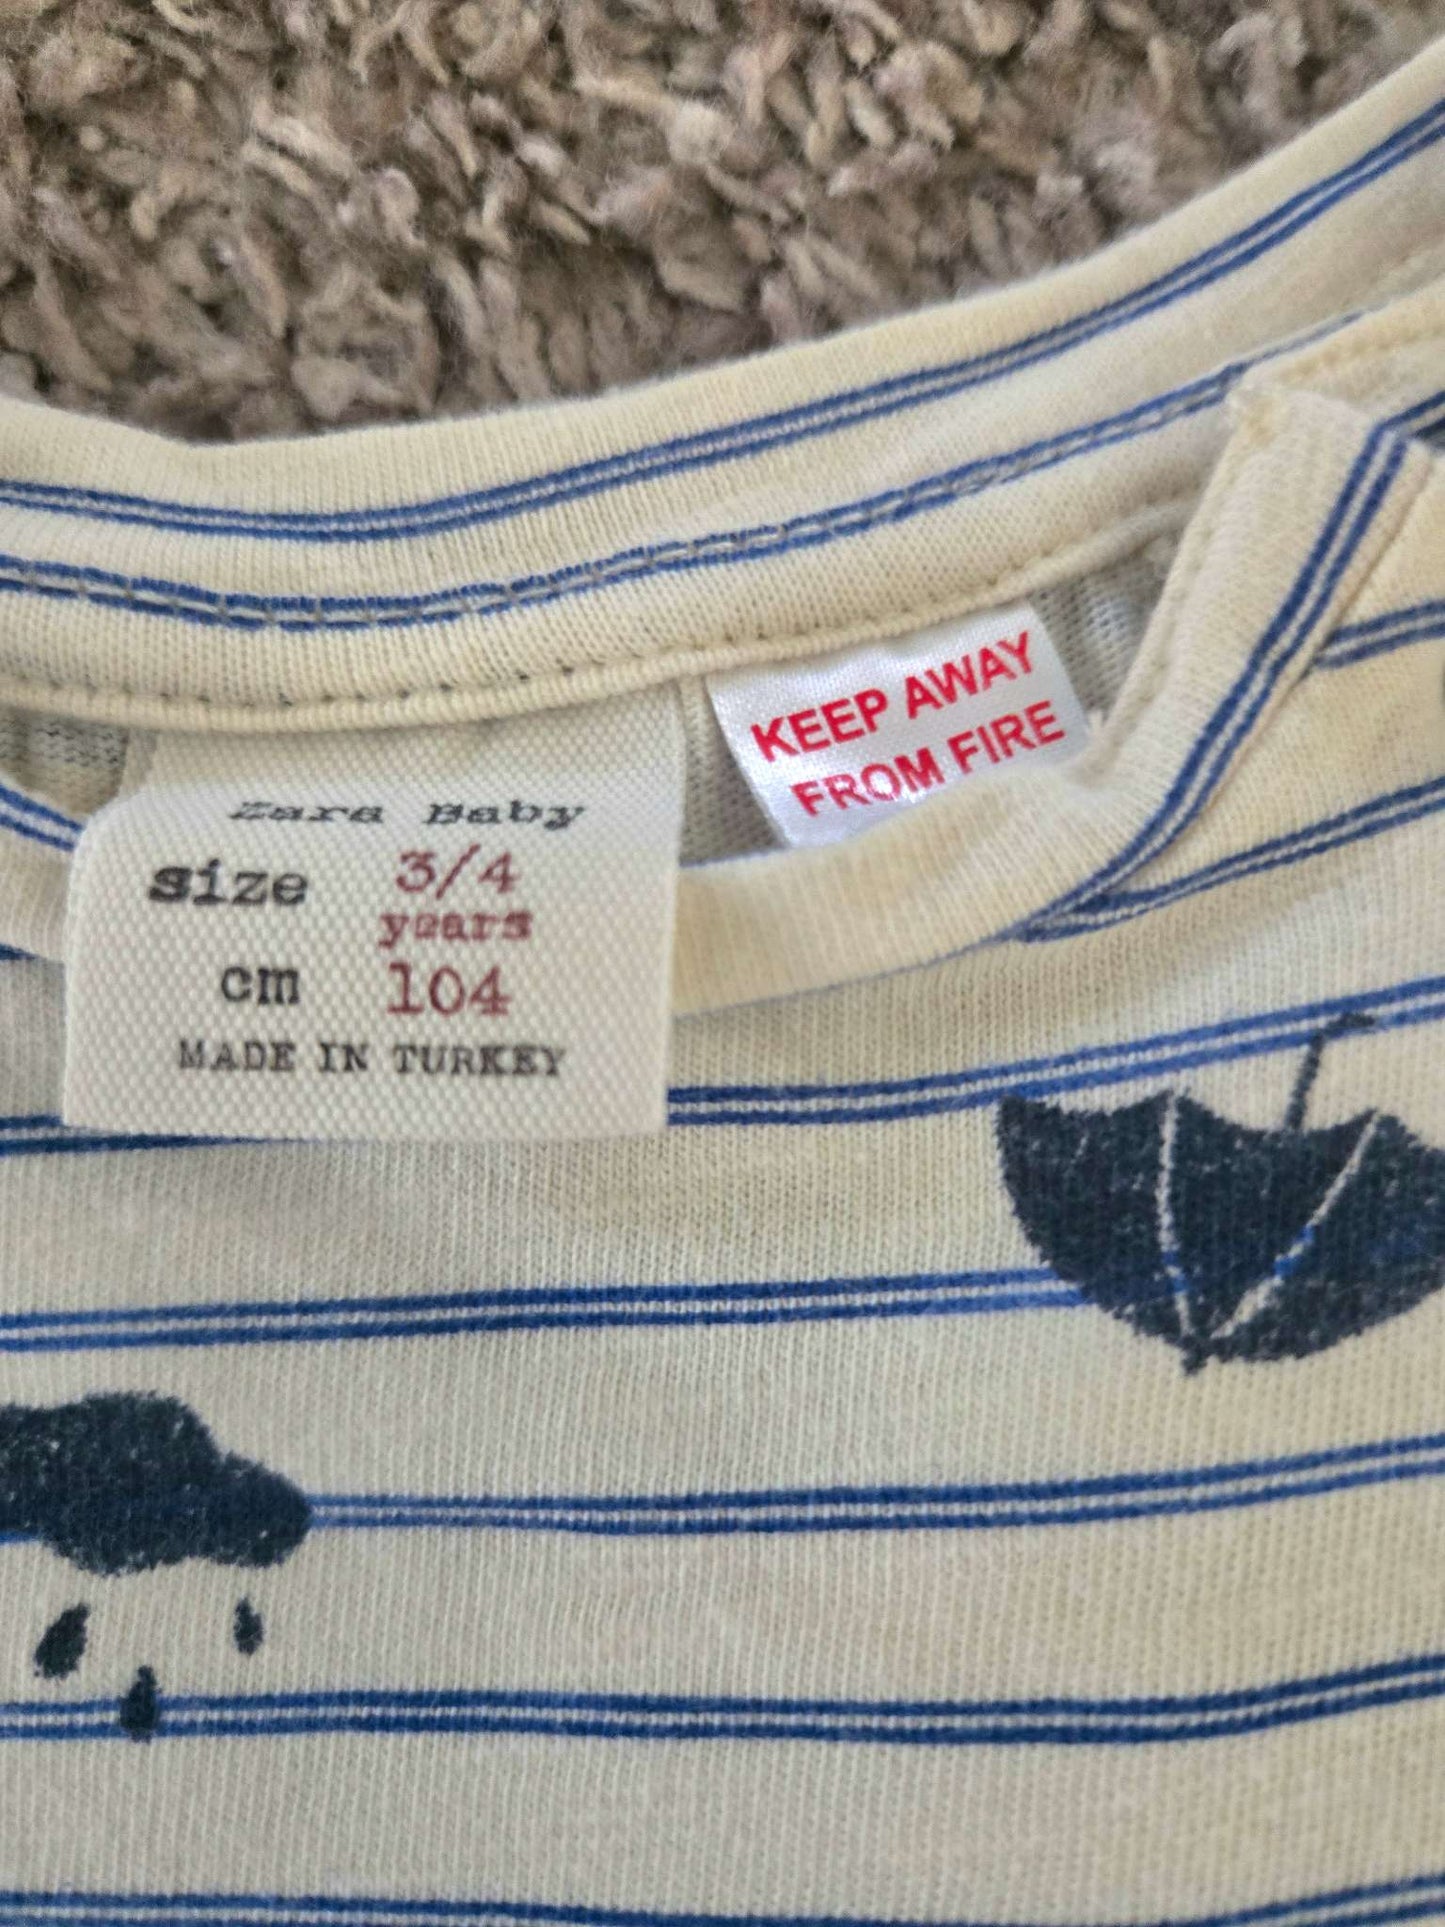 Zara Baby
size 3/4
years
cm 104
MADE IN TURKEY
KEEP AWAY
FROM FIRE